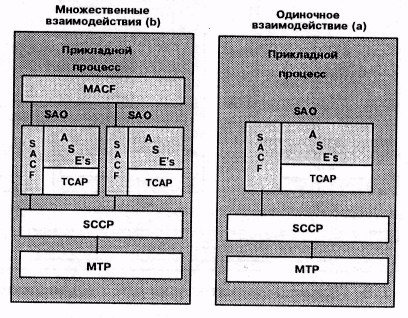 Множественные
взаимодействия (b)
Прикладной
процесс
MACF
SAO
SAO
S
A
C
F
A
S
E's
TCAP
S
A
C
F
A
S
E's
TCAP
SCCP
MTP
Одиночное
взаимодействие (a)
Прикладной
процесс
SAO
S
A
C
F
A
S
E's
TCAP
SCCP
MTP